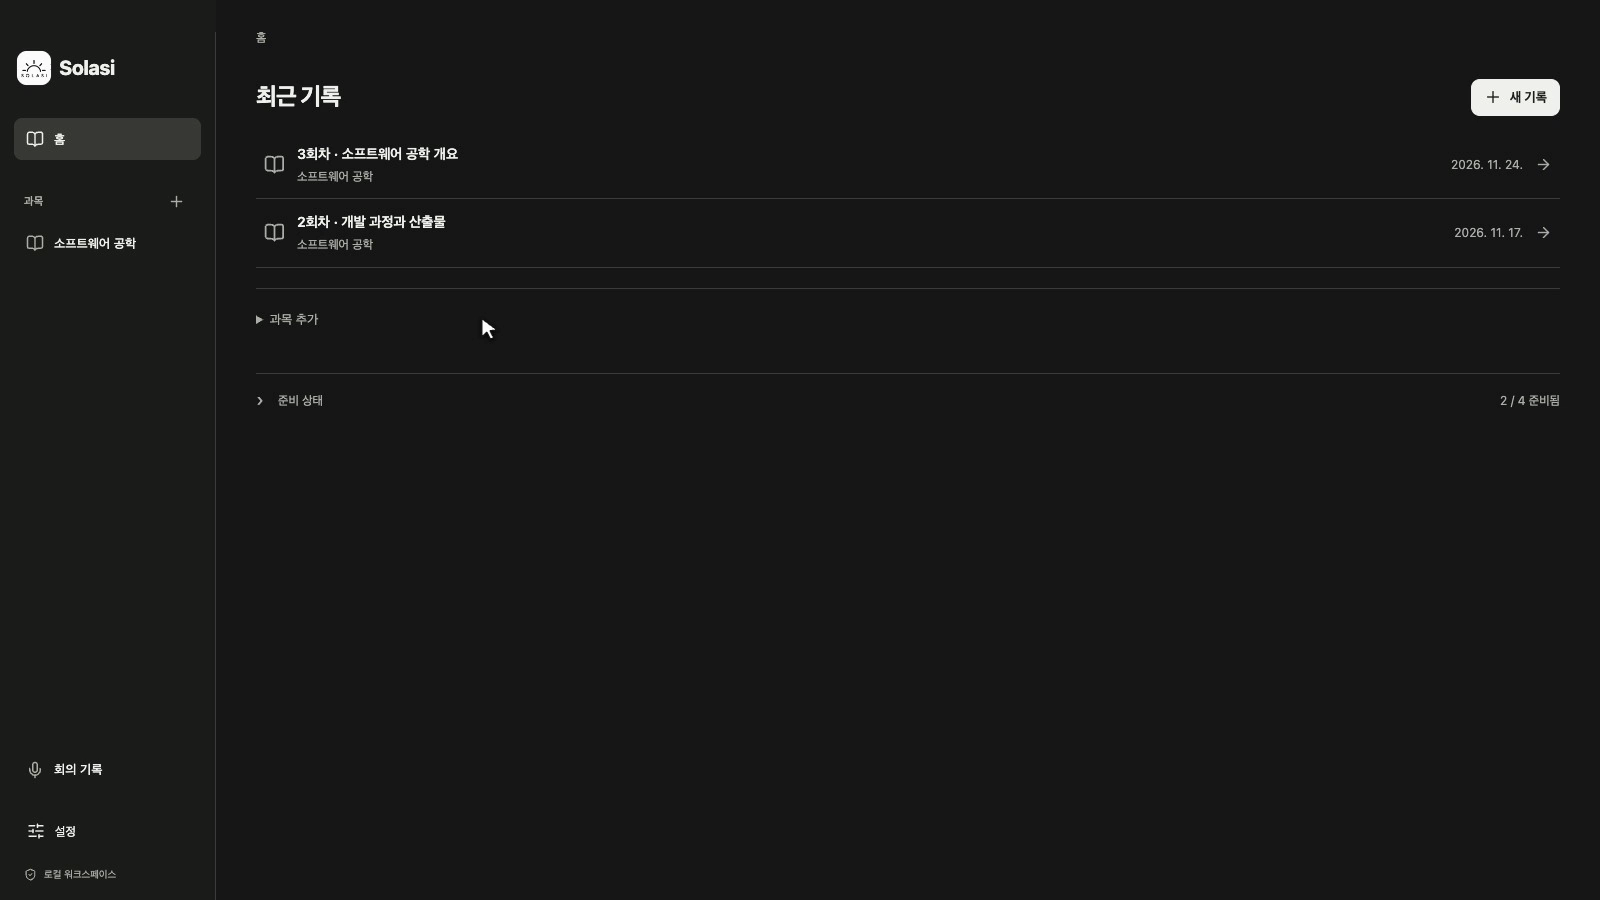 SOLASI
Solasi
홈
과목
소프트웨어 공학
회의 기록
설정
로컬 워크스페이스
홈
최근 기록
새 기록
3회차 · 소프트웨어 공학 개요
소프트웨어 공학
2026. 11. 24.
2회차 · 개발 과정과 산출물
소프트웨어 공학
2026. 11. 17.
과목 추가
준비 상태
2 / 4 준비됨